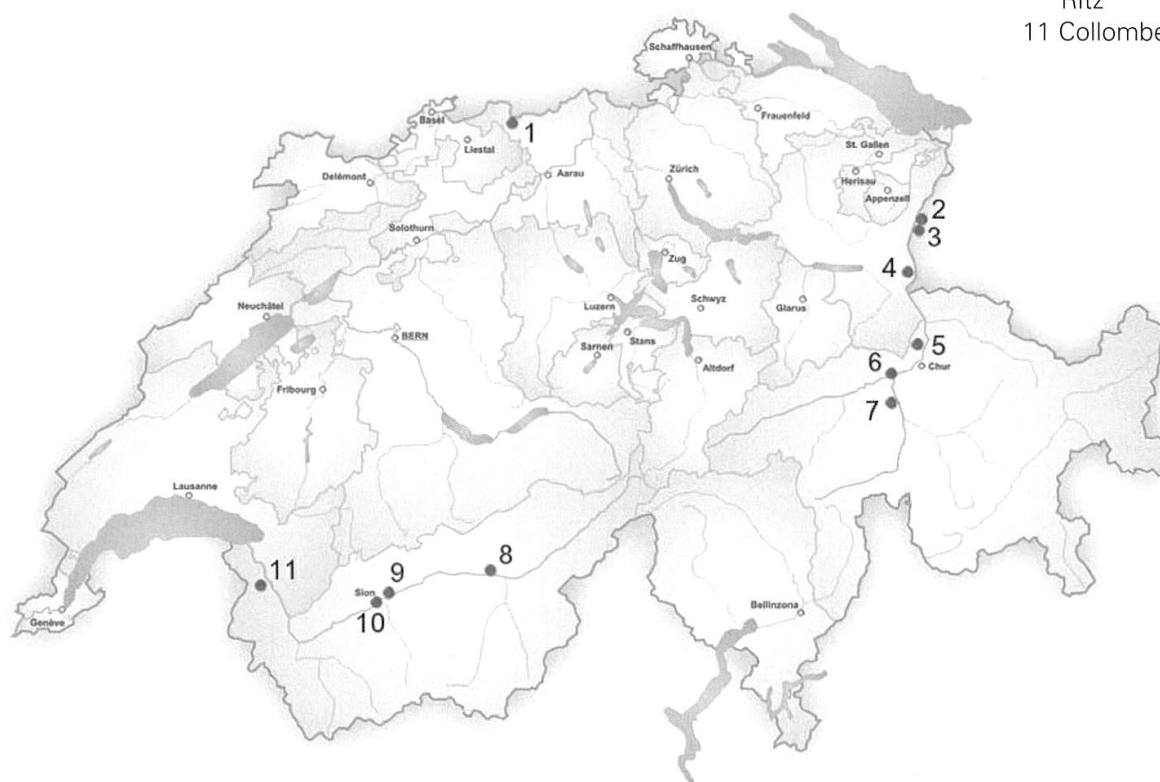 Ritz
11 Collombe
Schaffhausen
Basel
1
Frauenfeld
Liestal
St. Gallen
Delémont
Aarau
Zürich
Herisau
Appenzell
2
3
Solothurn
Zug
4
Neuchâtel
Luzern
Schwyz
Glarus
BERN
Stans
Sarnen
5
Altdorf
6
Chur
Fribourg
7
Lausanne
8
11
9
Sion
10
Bellinzona
Genève